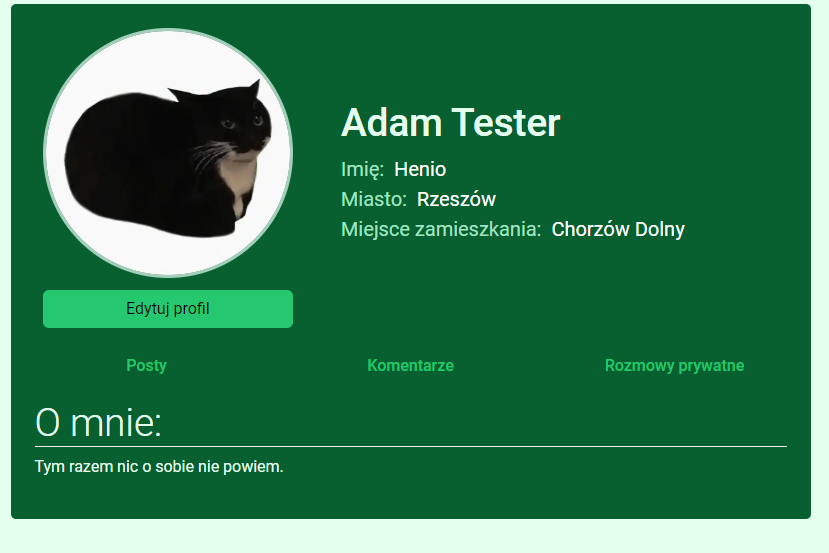 Adam Tester
Imię: Henio
Miasto: Rzeszów
Miejsce zamieszkania: Chorzów Dolny
Edytuj profil
Posty Komentarze Rozmowy prywatne
O mnie:
Tym razem nic o sobie nie powiem.